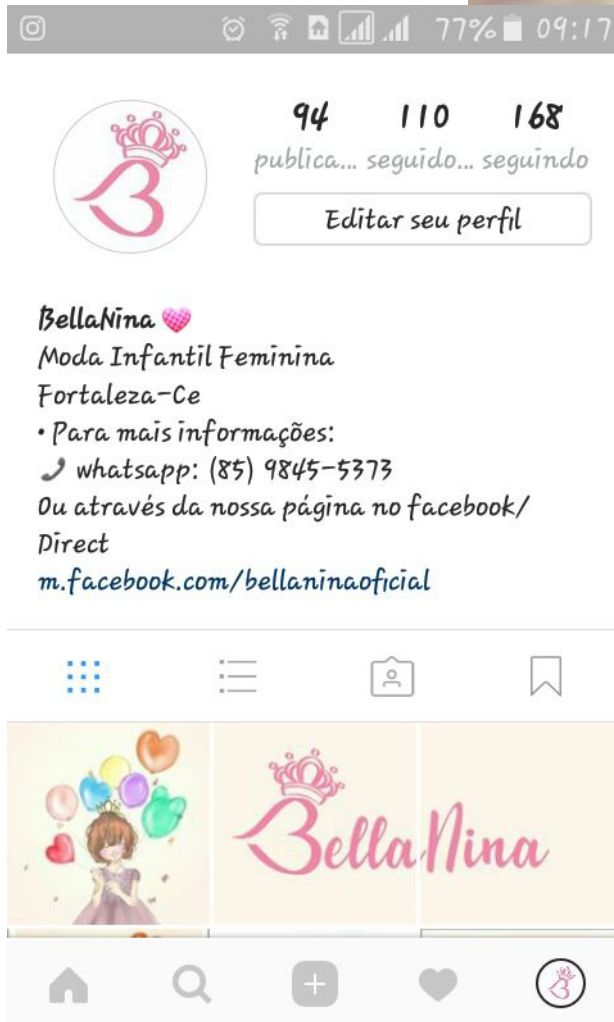 77% 09:17
94 110 168
publica... seguido... seguindo
Editar seu perfil
BellaNina
Moda Infantil Feminina
Fortaleza-Ce
• Para mais informações:
whatsapp: (85) 9845-5373
Ou através da nossa página no facebook/
Direct
m.facebook.com/bellaninaoficial
BellaNina